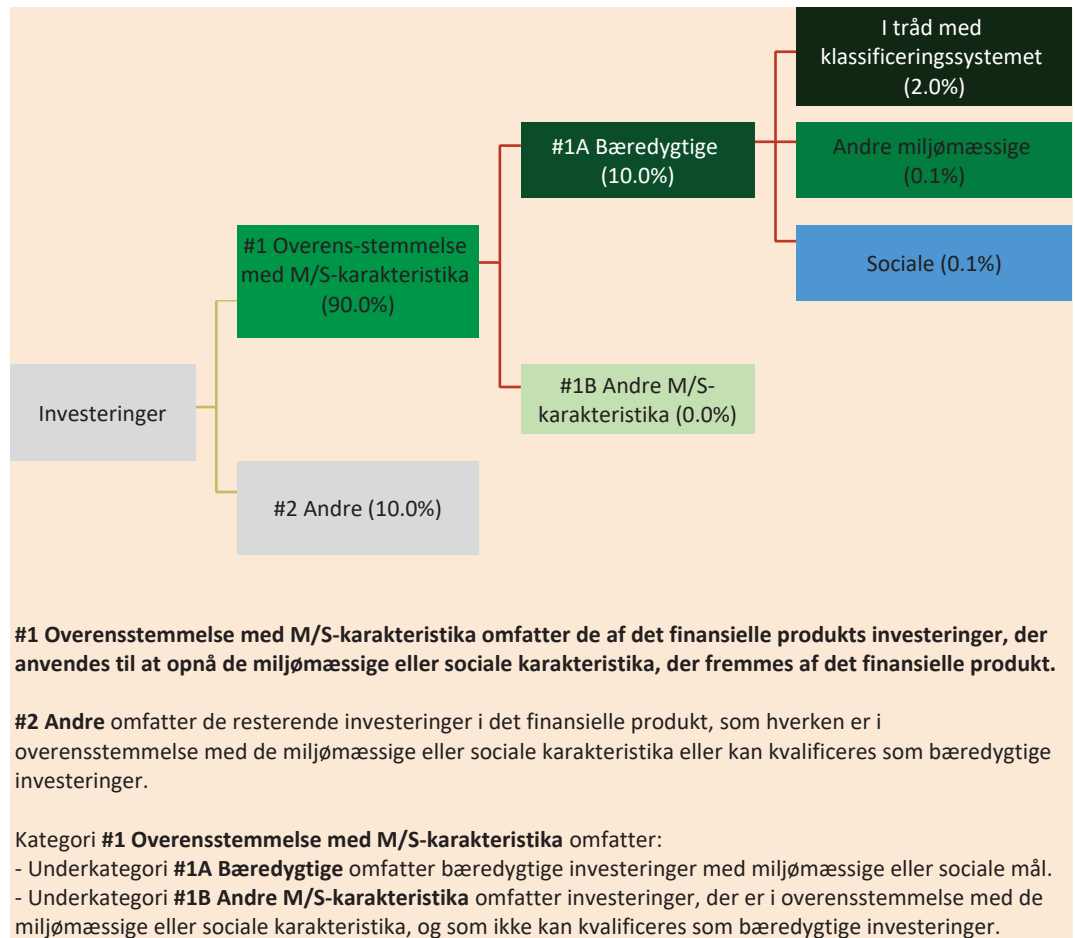 I tråd med
klassificeringssystemet
(2.0%)
#1A Bæredygtige
(10.0%)
Andre miljømæssige
(0.1%)
#1 Overens-stemmelse
med M/S-karakteristika
(90.0%)
Sociale (0.1%)
#1B Andre M/S-
karakteristika (0.0%)
Investeringer
#2 Andre (10.0%)
#1 Overensstemmelse med M/S-karakteristika omfatter de af det finansielle produkts investeringer, der
anvendes til at opnå de miljømæssige eller sociale karakteristika, der fremmes af det finansielle produkt.
#2 Andre omfatter de resterende investeringer i det finansielle produkt, som hverken er i
overensstemmelse med de miljømæssige eller sociale karakteristika eller kan kvalificeres som bæredygtige
investeringer.
Kategori #1 Overensstemmelse med M/S-karakteristika omfatter:
- Underkategori #1A Bæredygtige omfatter bæredygtige investeringer med miljømæssige eller sociale mål.
- Underkategori #1B Andre M/S-karakteristika omfatter investeringer, der er i overensstemmelse med de
miljømæssige eller sociale karakteristika, og som ikke kan kvalificeres som bæredygtige investeringer.